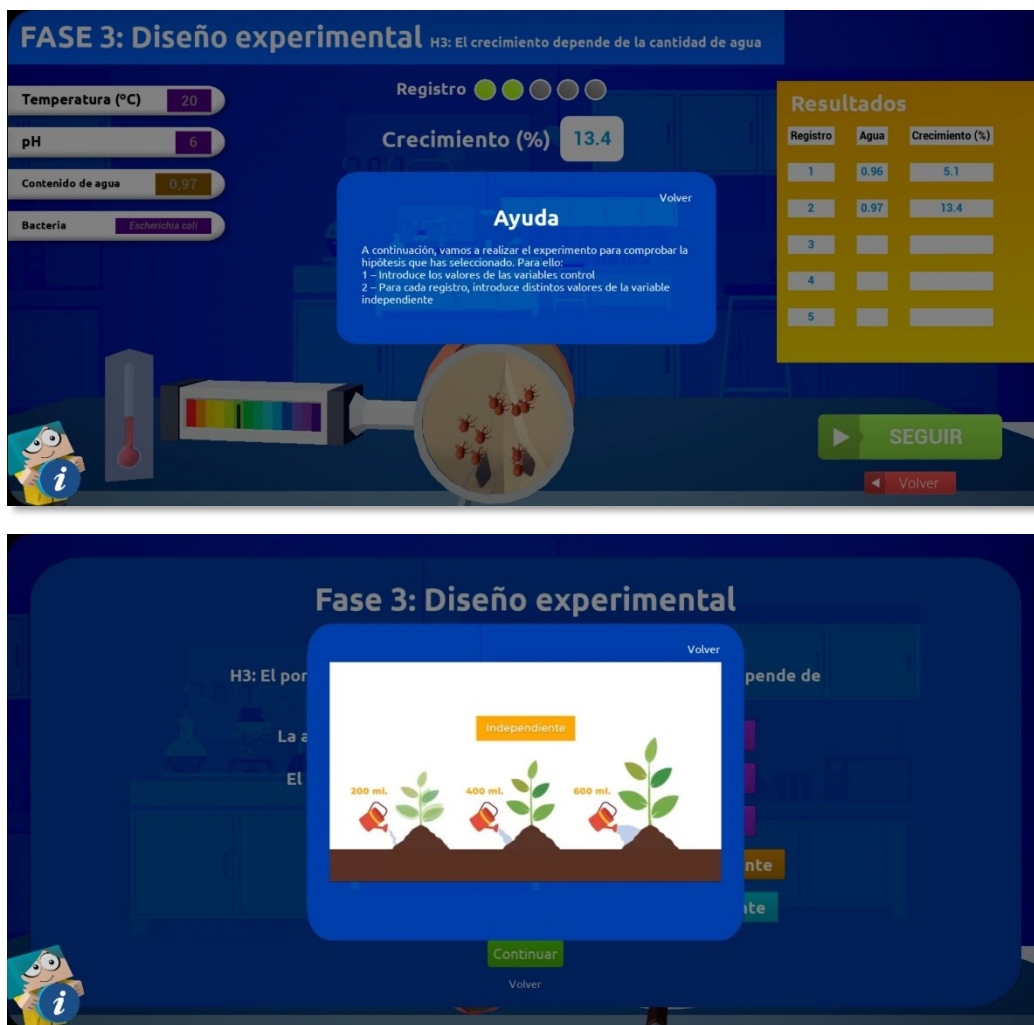 FASE 3: Diseño experimental H3: El crecimiento depende de la cantidad de agua
Temperatura (ºC) 20
pH 6
Contenido de agua 0,97
Bacteria Escherichia coli
Registro
Crecimiento (%) 13.4
Volver
Ayuda
A continuación, vamos a realizar el experimento para comprobar la
hipótesis que has seleccionado. Para ello:
1 – Introduce los valores de las variables control
2 – Para cada registro, introduce distintos valores de la variable
independiente
Resultados
Registro Agua Crecimiento (%)
1 0.96 5.1
2 0.97 13.4
3
4
5
SEGUIR
Volver
i
Fase 3: Diseño experimental
Volver
H3: El por
pende de
La a
El
Independiente
200 ml. 400 ml. 600 ml.
nte
nte
Continuar
Volver
i